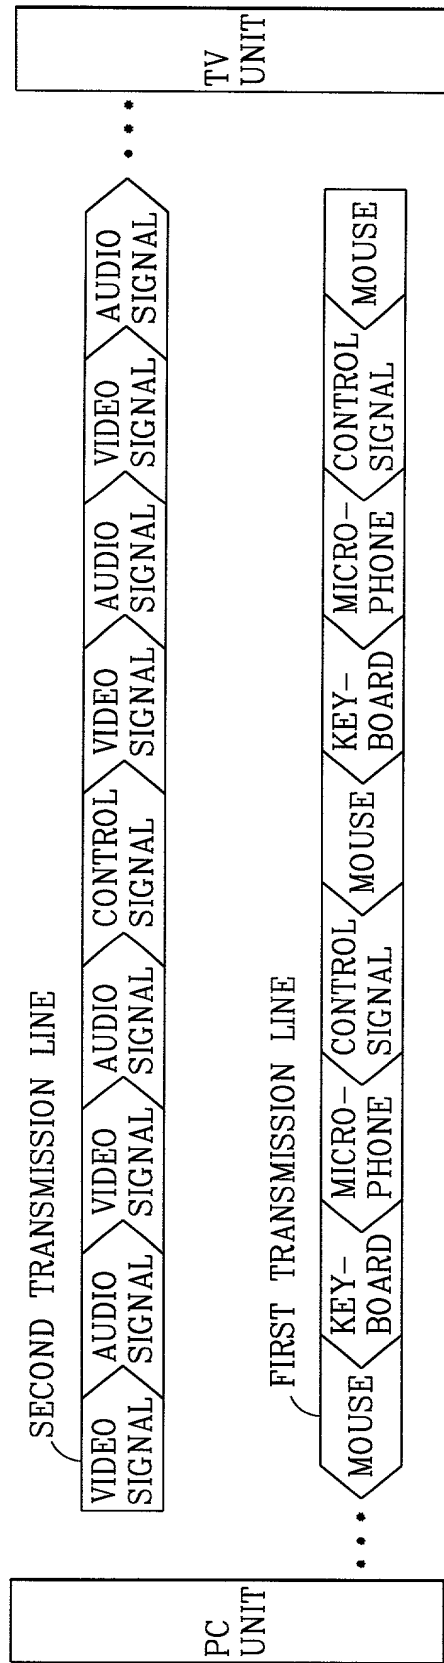 PC
UNIT
SECOND TRANSMISSION LINE
VIDEO
SIGNAL
AUDIO
SIGNAL
VIDEO
SIGNAL
AUDIO
SIGNAL
CONTROL
SIGNAL
VIDEO
SIGNAL
AUDIO
SIGNAL
VIDEO
SIGNAL
AUDIO
SIGNAL
FIRST TRANSMISSION LINE
MOUSE
KEY-
BOARD
MICRO-
PHONE
CONTROL
SIGNAL
MOUSE
KEY-
BOARD
MICRO-
PHONE
CONTROL
SIGNAL
MOUSE
TV
UNIT